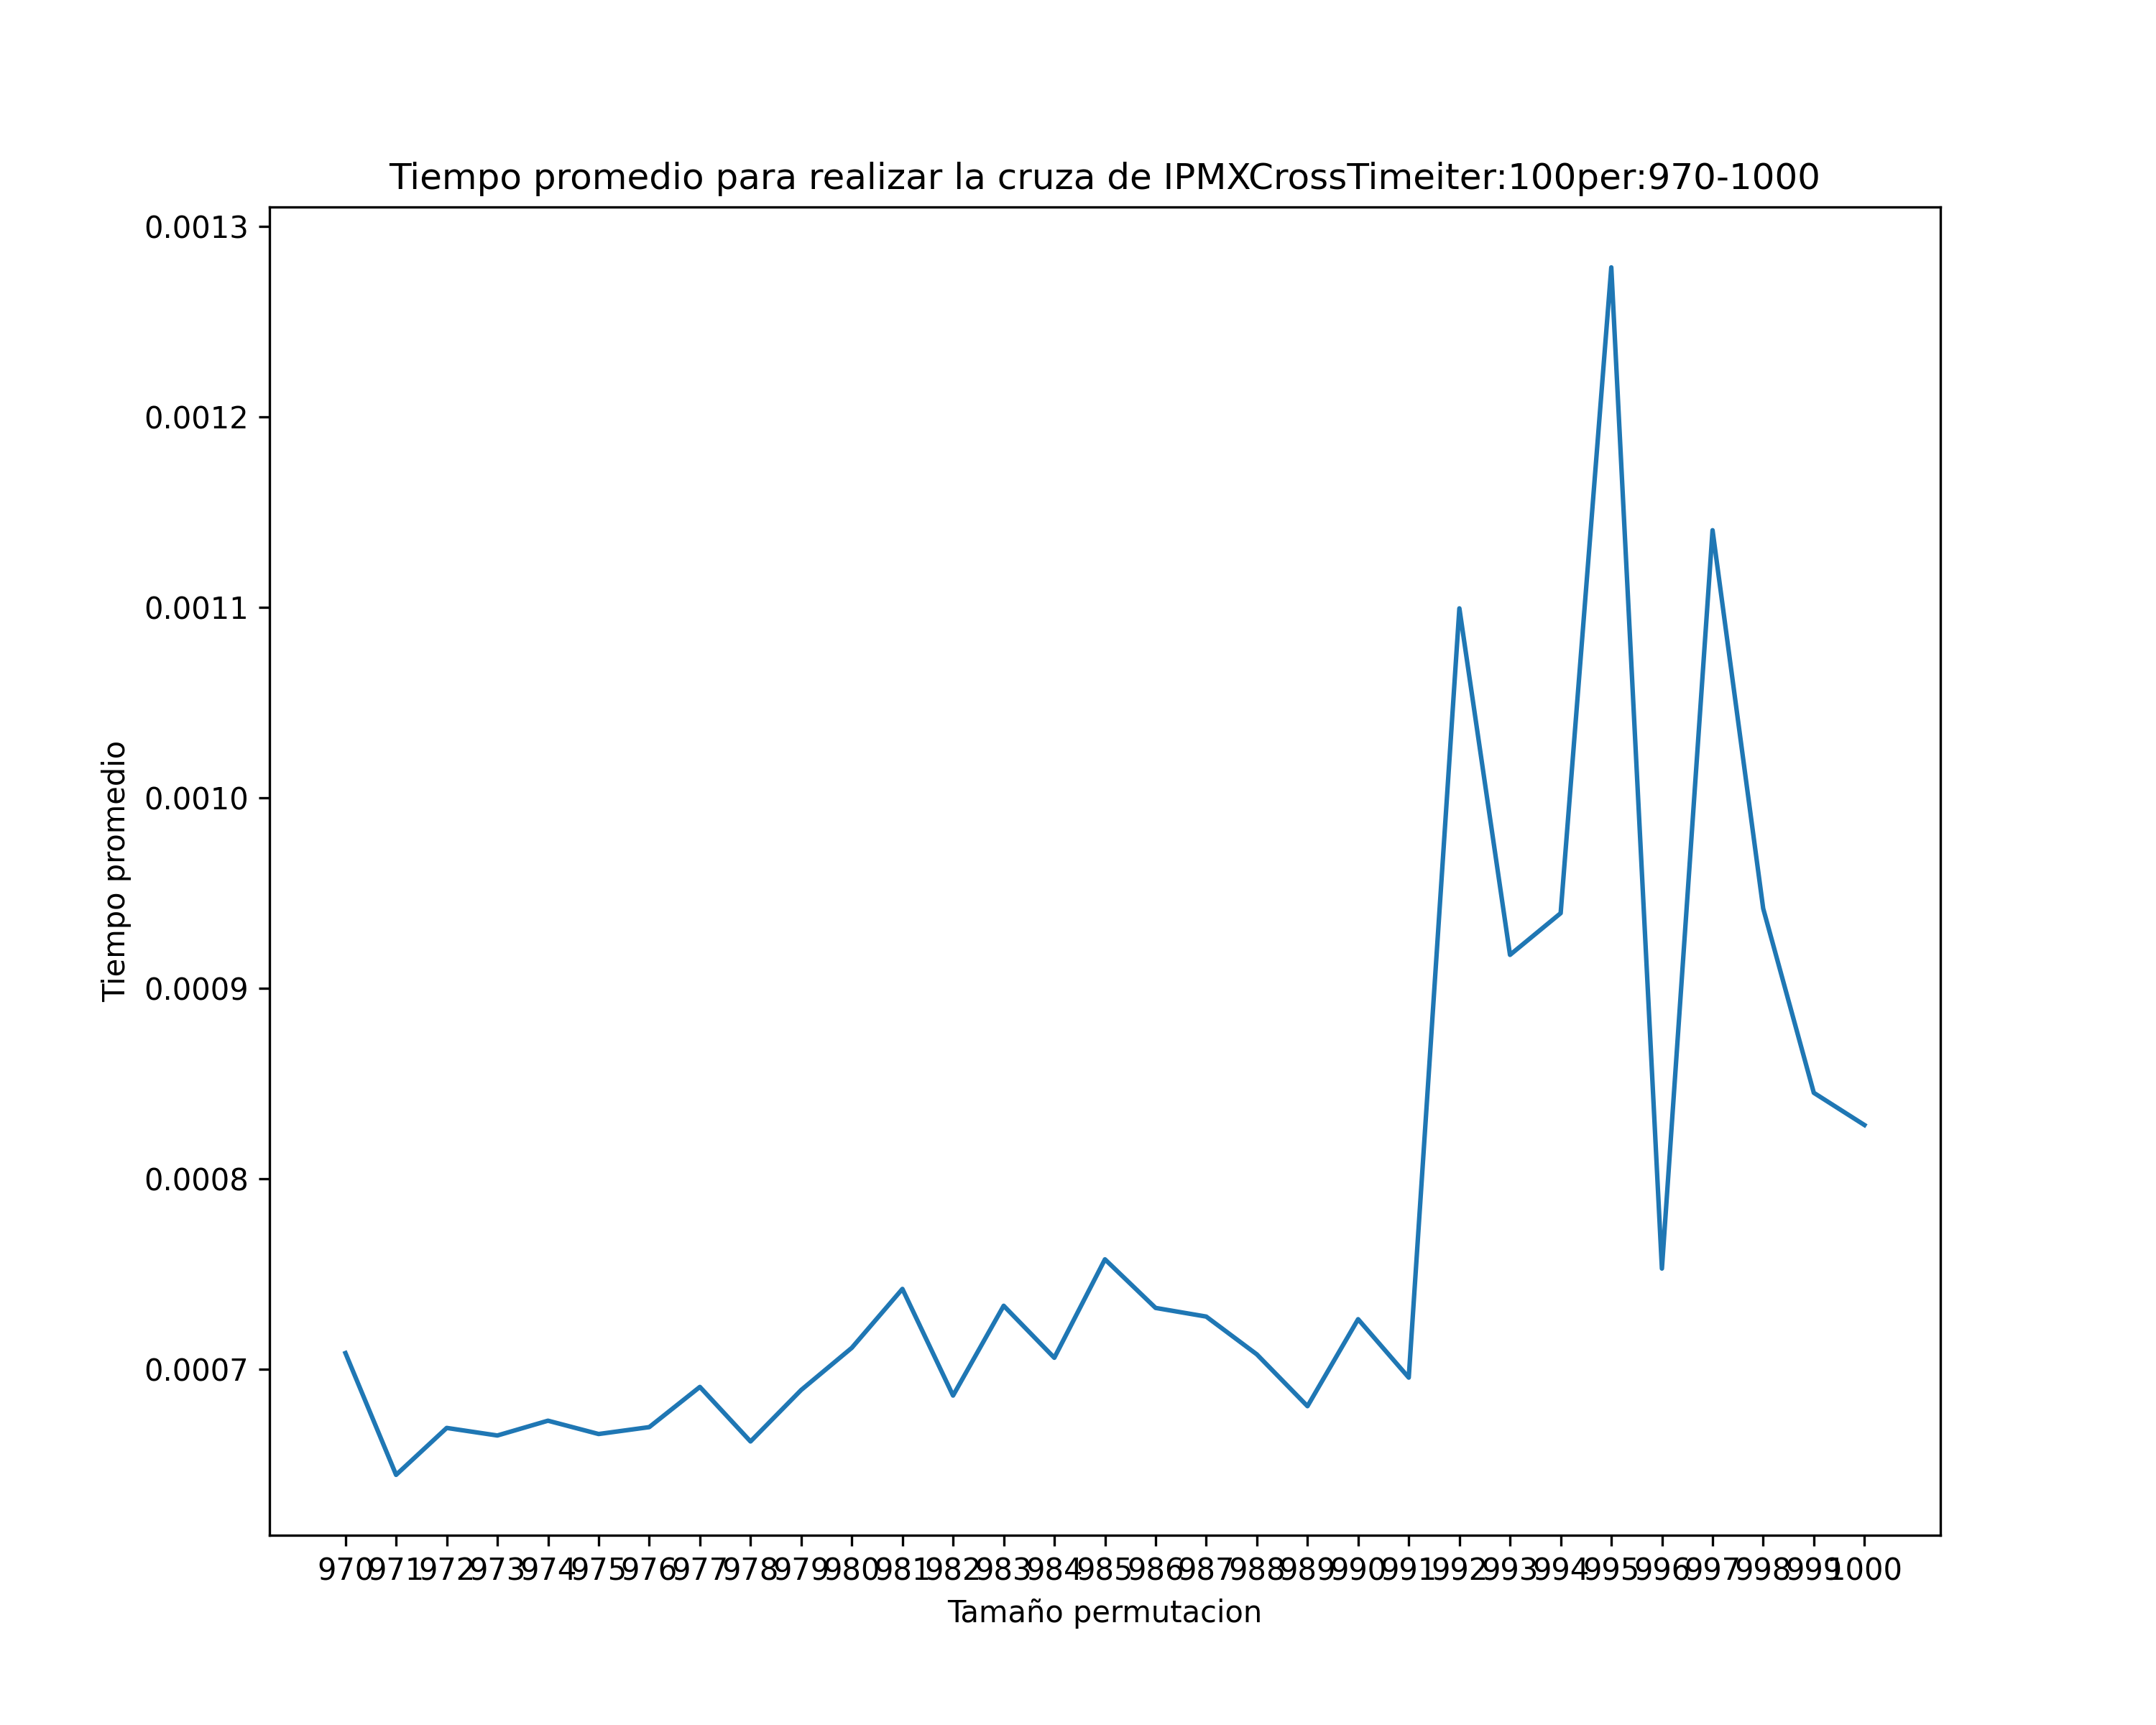 Tiempo promedio para realizar la cruza de IPMXCrossTimeiter:100per:970-1000
0.0013
0.0012
0.0011
0.0010
0.0009
0.0008
0.0007
Tiempo promedio
970 971 972 973 974 975 976 977 978 979 980 981 982 983 984 985 986 987 988 989 990 991 992 993 994 995 996 997 998 999 1000
Tamaño permutacion